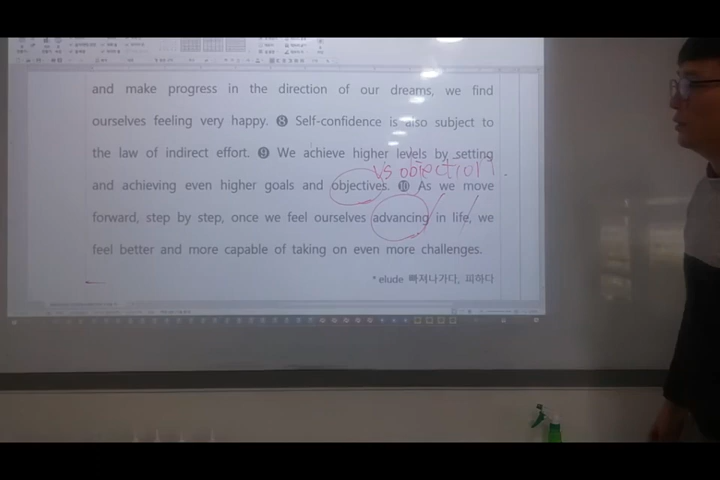 and make progress in the direction of our dreams, we find
ourselves feeling very happy. ❽ Self-confidence is also subject to
the law of indirect effort. ❾ We achieve higher levels by setting
vs objection.
and achieving even higher goals and objectives. ❿ As we move
forward, step by step, once we feel ourselves advancing in life, we
feel better and more capable of taking on even more challenges.
* elude 빠져나가다, 피하다